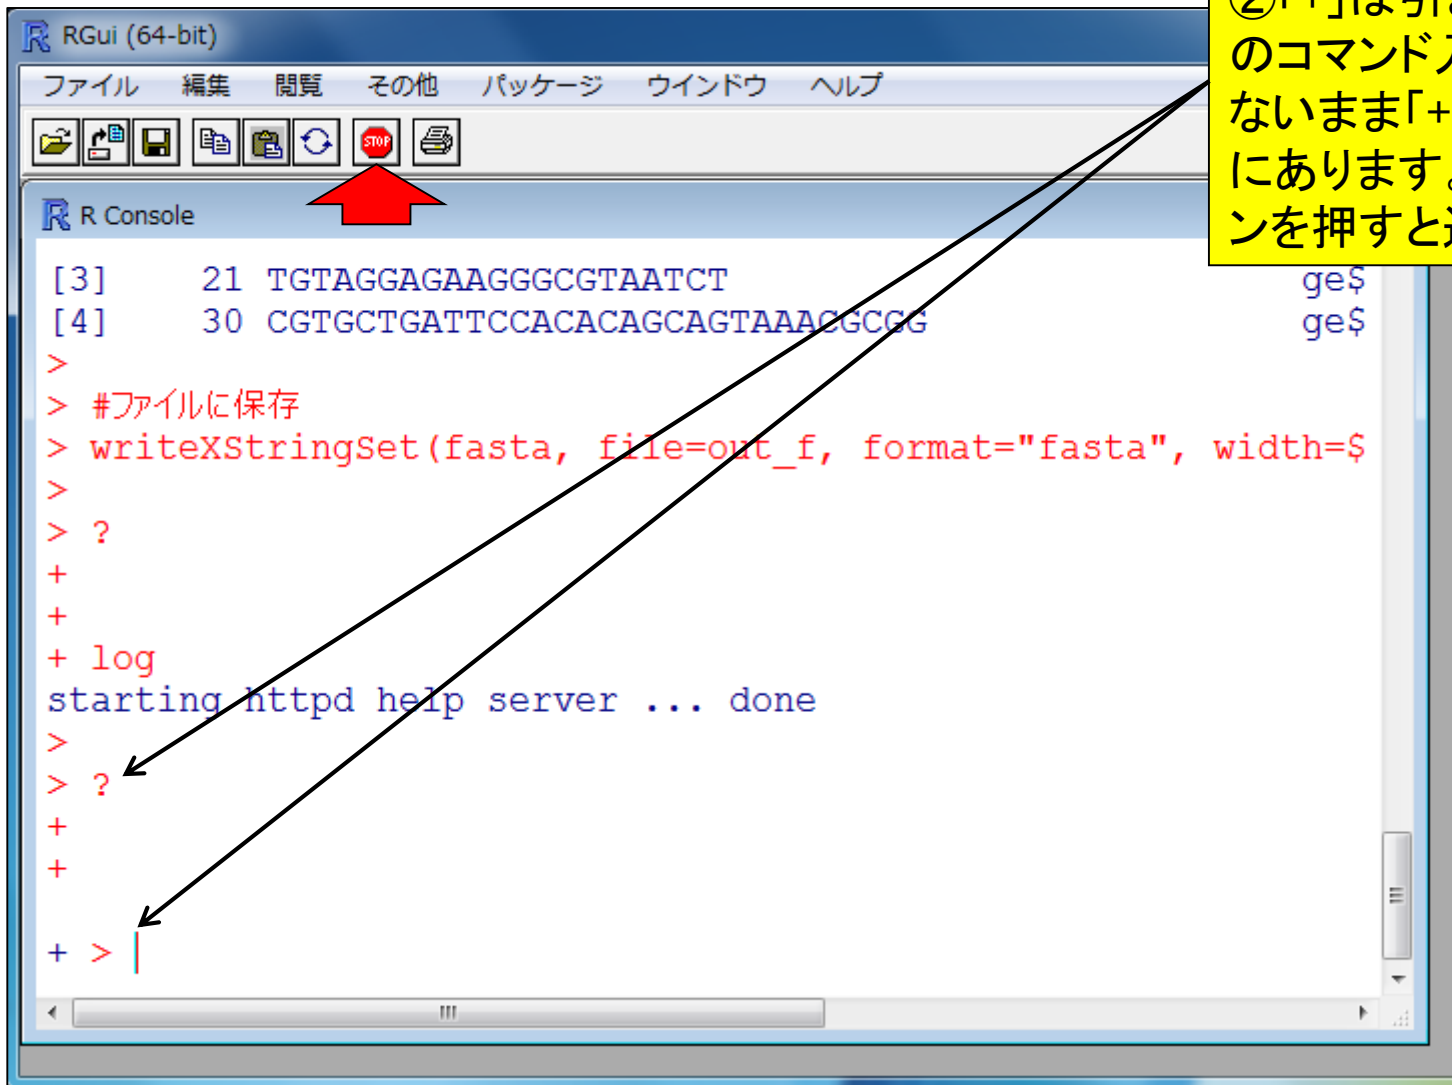 RGui (64-bit)
ファイル 編集 閲覧 その他 パッケージ ウインドウ ヘルプ
STOP
のコマンド入
ないまま「+
にあります。
ンを押すと
R Console
[3] 21 TGTAGGAGAAGGGCGTAATCT ge$
[4] 30 CGTGCTGATTCCACACAGCAGTAAACGCGG ge$
>
> #ファイルに保存
> writeXStringSet(fasta, file=out_f, format="fasta", width=$
>
> ?
+
+
+ log
starting httpd help server ... done
>
> ?
+
+
+ >